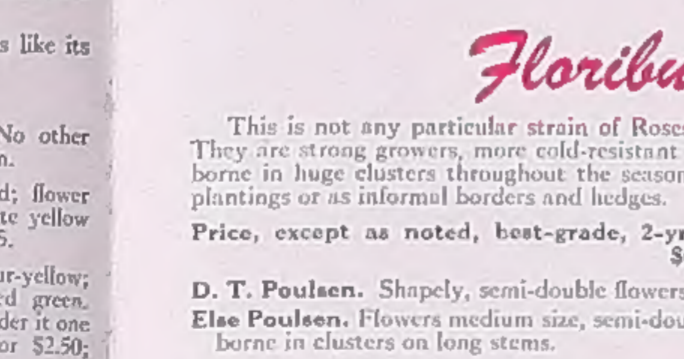 s like its
No other
n.
d; flower
te yellow
5.
ur-yellow;
ed green.
der it one
or $2.50;
Floribu
This is not any particular strain of Roses
They are strong growers, more cold-resistant
borne in huge clusters throughout the season
plantings or as informal borders and hedges.
Price, except as noted, best-grade, 2-yr
$
D. T. Poulsen. Shapely, semi-double flowers
Else Poulsen. Flowers medium size, semi-dou
borne in clusters on long stems.